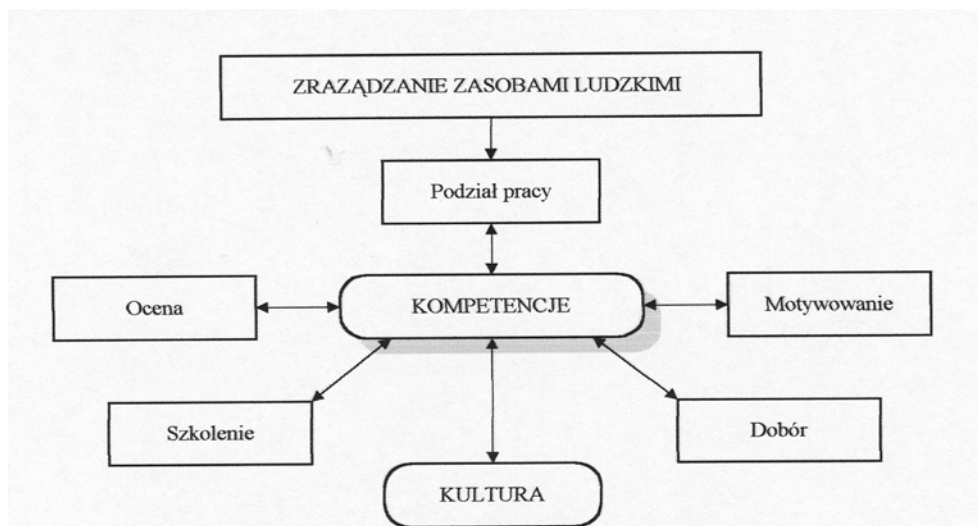 ZRAZĄDZANIE ZASOBAMI LUDZKIMI
Podział pracy
Ocena
KOMPETENCJE
Motywowanie
Szkolenie
Dobór
KULTURA